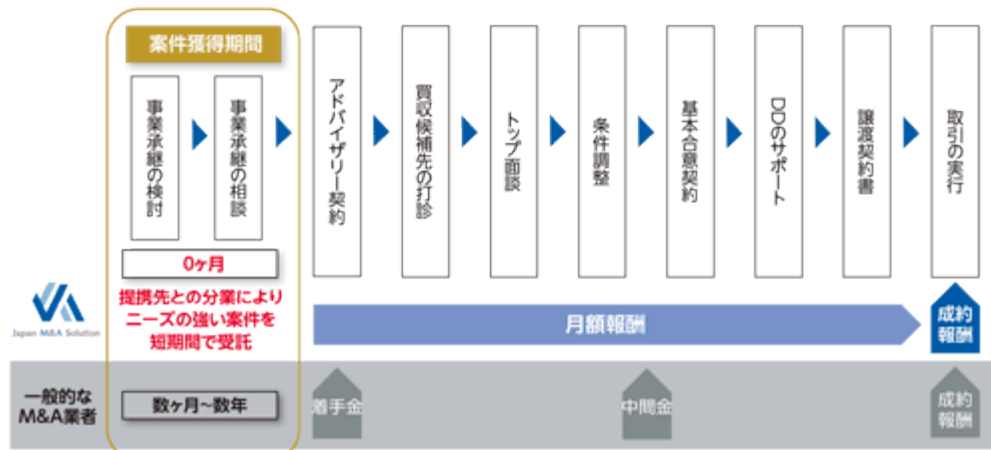 案件獲得期間
事業承継の検討
事業承継の相談
アドバイザリー契約
買収候補先の打診
トップ面談
条件調整
基本合意契約
DDのサポート
譲渡契約書
取引の実行
0ヶ月
提携先との分業により
ニーズの強い案件を
短期間で受託
Japan M&A Solution
月額報酬
成約
報酬
一般的な
M&A業者
数ヶ月~数年
着手金
中間金
成約
報酬